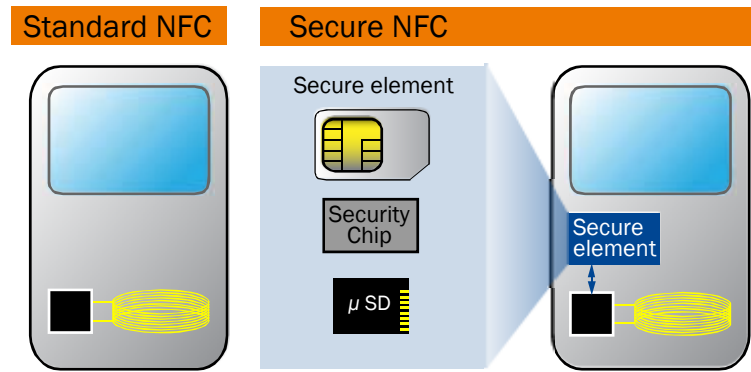 Standard NFC
Secure NFC
Secure element
Security
Chip
μ SD
Secure
element